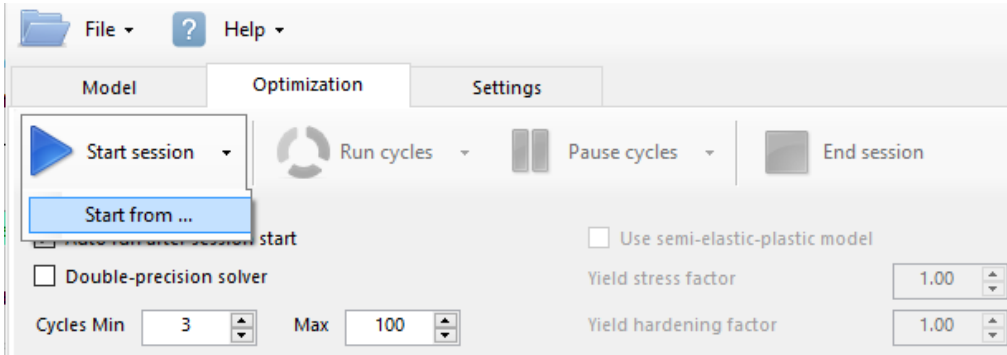 File ? Help
Model Optimization Settings
Start session Run cycles Pause cycles End session
Start from ...
session start Use semi-elastic-plastic model
Double-precision solver Yield stress factor 1.00
Cycles Min 3 Max 100 Yield hardening factor 1.00